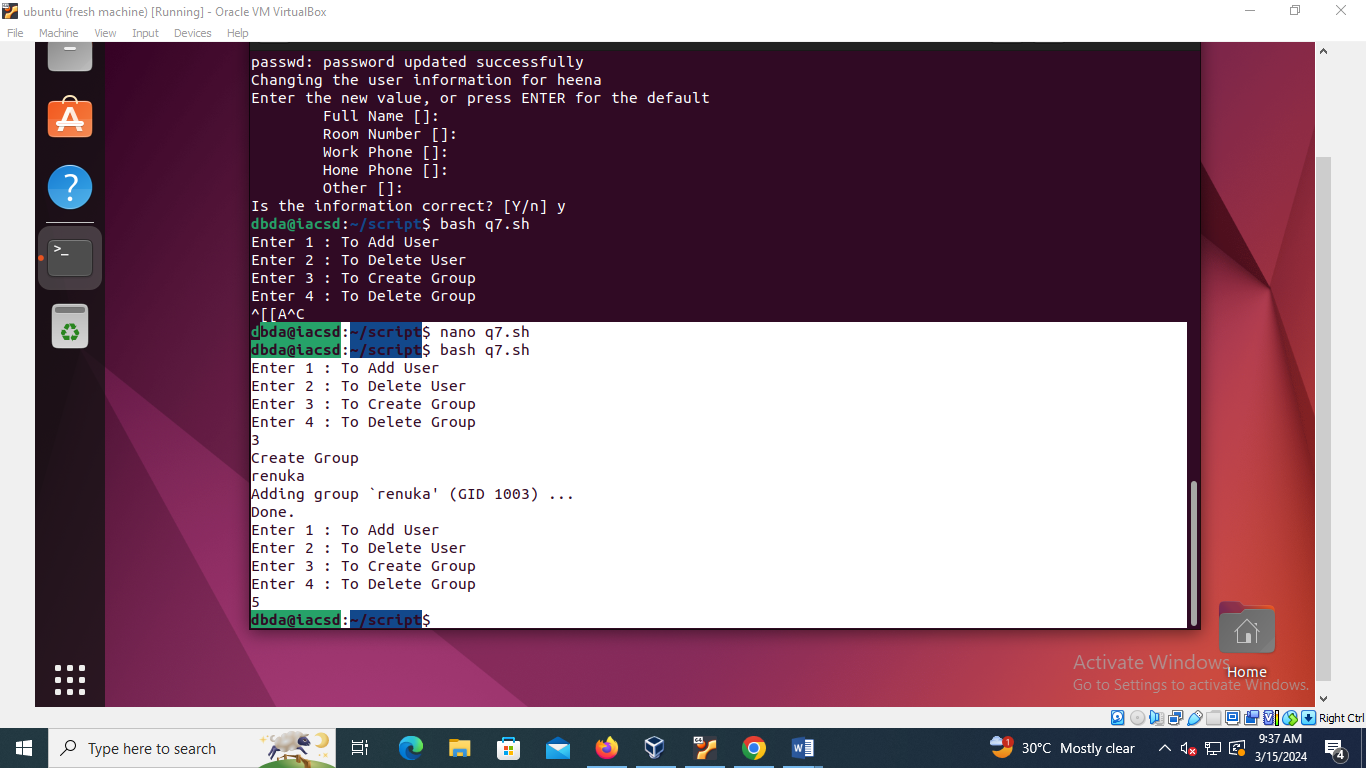 ubuntu (fresh machine) [Running] - Oracle VM VirtualBox
File Machine View Input Devices Help
passwd: password updated successfully
Changing the user information for heena
Enter the new value, or press ENTER for the default
Full Name []:
Room Number []:
Work Phone []:
Home Phone []:
Other []:
Is the information correct? [Y/n] y
dbda@iacsd:~/script$ bash q7.sh
Enter 1 : To Add User
Enter 2 : To Delete User
Enter 3 : To Create Group
Enter 4 : To Delete Group
^[[A^C
dbda@iacsd:~/script$ nano q7.sh
dbda@iacsd:~/script$ bash q7.sh
Enter 1 : To Add User
Enter 2 : To Delete User
Enter 3 : To Create Group
Enter 4 : To Delete Group
3
Create Group
renuka
Adding group `renuka' (GID 1003) ...
Done.
Enter 1 : To Add User
Enter 2 : To Delete User
Enter 3 : To Create Group
Enter 4 : To Delete Group
5
dbda@iacsd:~/script$
Home
Activate Windows
Go to Settings to activate Windows.
Right Ctrl
Type here to search
30°C Mostly clear
9:37 AM
3/15/2024
4